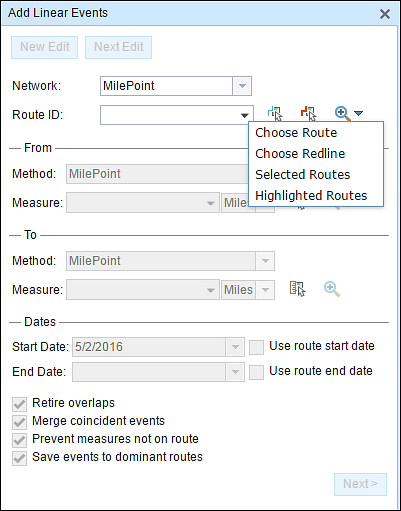 Add Linear Events
New Edit Next Edit
Network: MilePoint
Route ID:
Choose Route
Choose Redline
Selected Routes
Highlighted Routes
From
Method: MilePoint
Measure: Miles
To
Method: MilePoint
Measure: Miles
Dates
Start Date: 5/2/2016 Use route start date
End Date: Use route end date
Retire overlaps
Merge coincident events
Prevent measures not on route
Save events to dominant routes
Next >